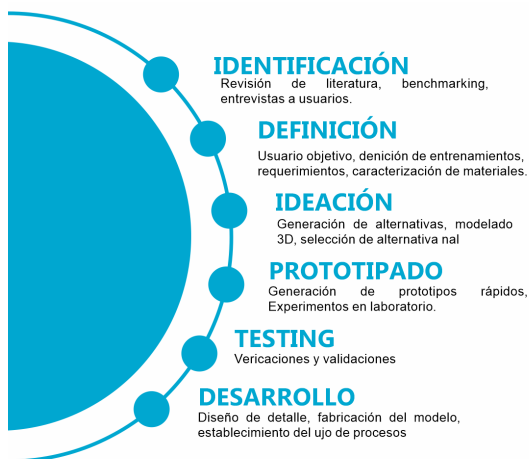 IDENTIFICACIÓN
Revisión de literatura, benchmarking,
entrevistas a usuarios.
DEFINICIÓN
Usuario objetivo, denición de entrenamientos,
requerimientos, caracterización de materiales.
IDEACIÓN
Generación de alternativas, modelado
3D, selección de alternativa nal
PROTOTIPADO
Generación de prototipos rápidos,
Experimentos en laboratorio.
TESTING
Vericaciones y validaciones
DESARROLLO
Diseño de detalle, fabricación del modelo,
establecimiento del ujo de procesos